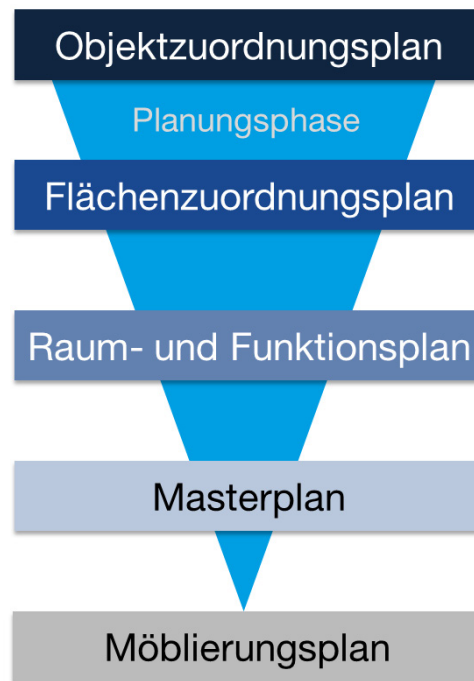 Objektzuordnungsplan
Planungsphase
Flächenzuordnungsplan
Raum- und Funktionsplan
Masterplan
Möblierungsplan